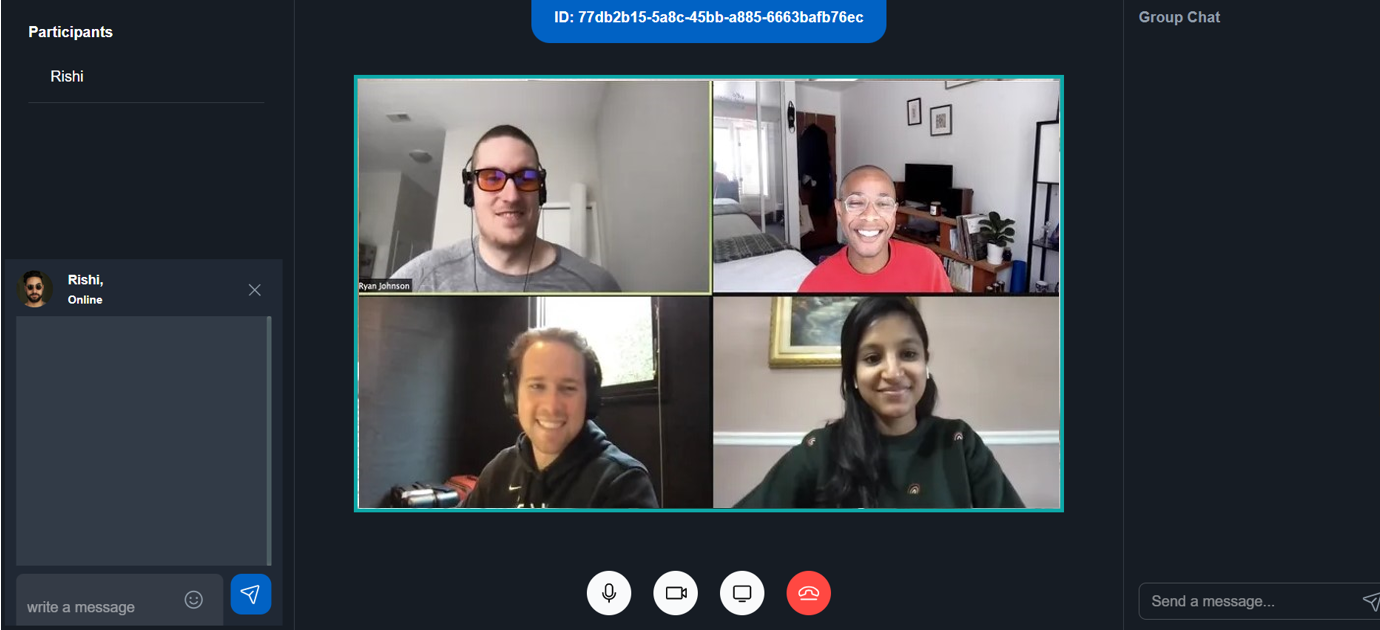 Participants
Rishi
ID: 77db2b15-5a8c-45bb-a885-6663bafb76ec
Group Chat
Ryan Johnson
Rishi,
Online
write a message
Send a message...